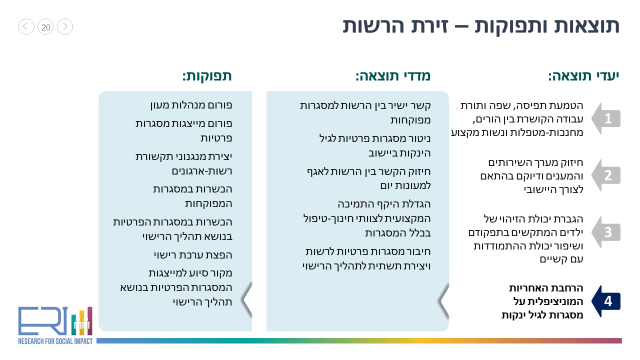 תוצאות ותפוקות – זירת הרשות
20
יעדי תוצאה:
1
הטמעת תפיסה, שפה ותורת
עבודה הקושרת בין הורים,
מחנכות-מטפלות ונשות מקצוע
2
חיזוק מערך השירותים
והמענים ודיוקם בהתאם
לצורך היישובי
3
הגברת יכולת הזיהוי של
ילדים המתקשים בתפקודם
ושיפור יכולת ההתמודדות
עם קשיים
4
הרחבת האחריות
המוניציפלית על
מסגרות לגיל ינקות
מדדי תוצאה:
קשר ישיר בין הרשות למסגרות
מפוקחות
ניטור מסגרות פרטיות לגיל
הינקות ביישוב
חיזוק הקשר בין הרשות לאגף
למעונות יום
הגדלת היקף התמיכה
המקצועית לצוותי חינוך-טיפול
בכלל המסגרות
חיבור מסגרות פרטיות לרשות
ויצירת תשתית לתהליך הרישוי
תפוקות:
פורום מנהלות מעון
פורום מייצגות מסגרות
פרטיות
יצירת מנגנוני תקשורת
רשות-ארגונים
הכשרות במסגרות
המפוקחות
הכשרות במסגרות הפרטיות
בנושא תהליך הרישוי
הפצת ערכת רישוי
מקור סיוע למייצגות
המסגרות הפרטיות בנושא
תהליך הרישוי
ERI
RESEARCH FOR SOCIAL IMPACT